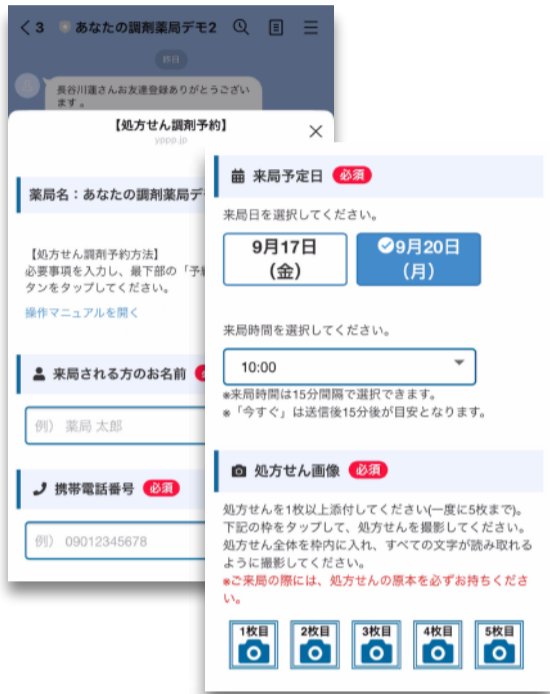 3 あなたの調剤薬局デモ2
昨日
長谷川蓮さんお友達登録ありがとうござい
ます 。
【処方せん調剤予約】
yppp.jp
薬局名：あなたの調剤薬局デ
【処方せん調剤予約方法】
必要事項を入力し、最下部の「予
タンをタップしてください。
操作マニュアルを開く
来局される方のお名前
例） 薬局 太郎
携帯電話番号 必須
例） 09012345678
来局予定日 必須
来局日を選択してください。
9月17日
（金）
9月20日
（月）
来局時間を選択してください。
10:00
※来局時間は15分間隔で選択できます。
※「今すぐ」は送信後15分後が目安となります。
処方せん画像 必須
処方せんを1枚以上添付してください(一度に5枚まで)。
下記の枠をタップして、処方せんを撮影してください。
処方せん全体を枠内に入れ、すべての文字が読み取れる
ように撮影してください。
※ご来局の際には、処方せんの原本を必ずお持ちくださ
い。
1枚目 2枚目 3枚目 4枚目 5枚目